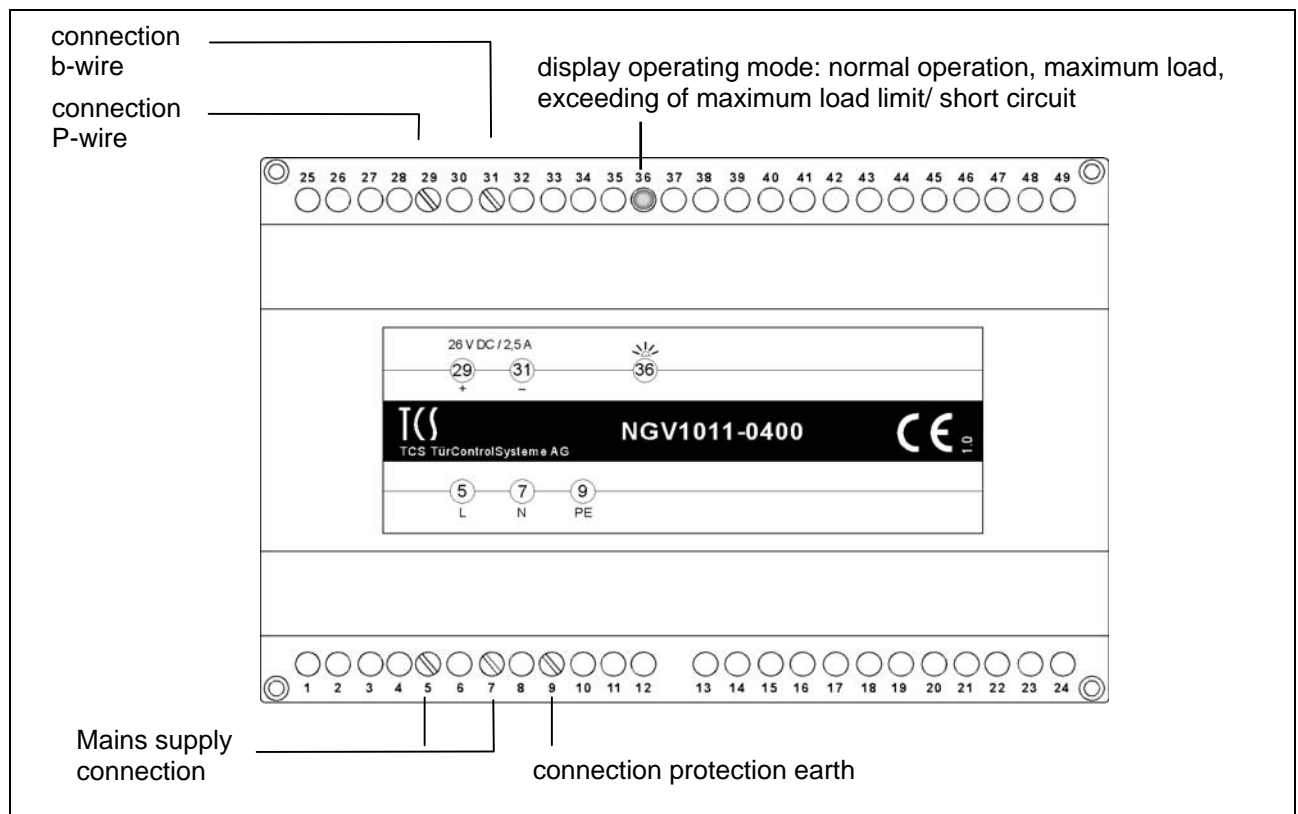 connection
b-wire
connection
P-wire
display operating mode: normal operation, maximum load,
exceeding of maximum load limit/ short circuit
25 26 27 28 29 30 31 32 33 34 35 36 37 38 39 40 41 42 43 44 45 46 47 48 49
26 V DC / 2,5 A
29 31 36
+ –
TCS
TCS TürControlSysteme AG
NGV1011-0400
CE 1.0
5 7 9
L N PE
1 2 3 4 5 6 7 8 9 10 11 12 13 14 15 16 17 18 19 20 21 22 23 24
Mains supply
connection
connection protection earth